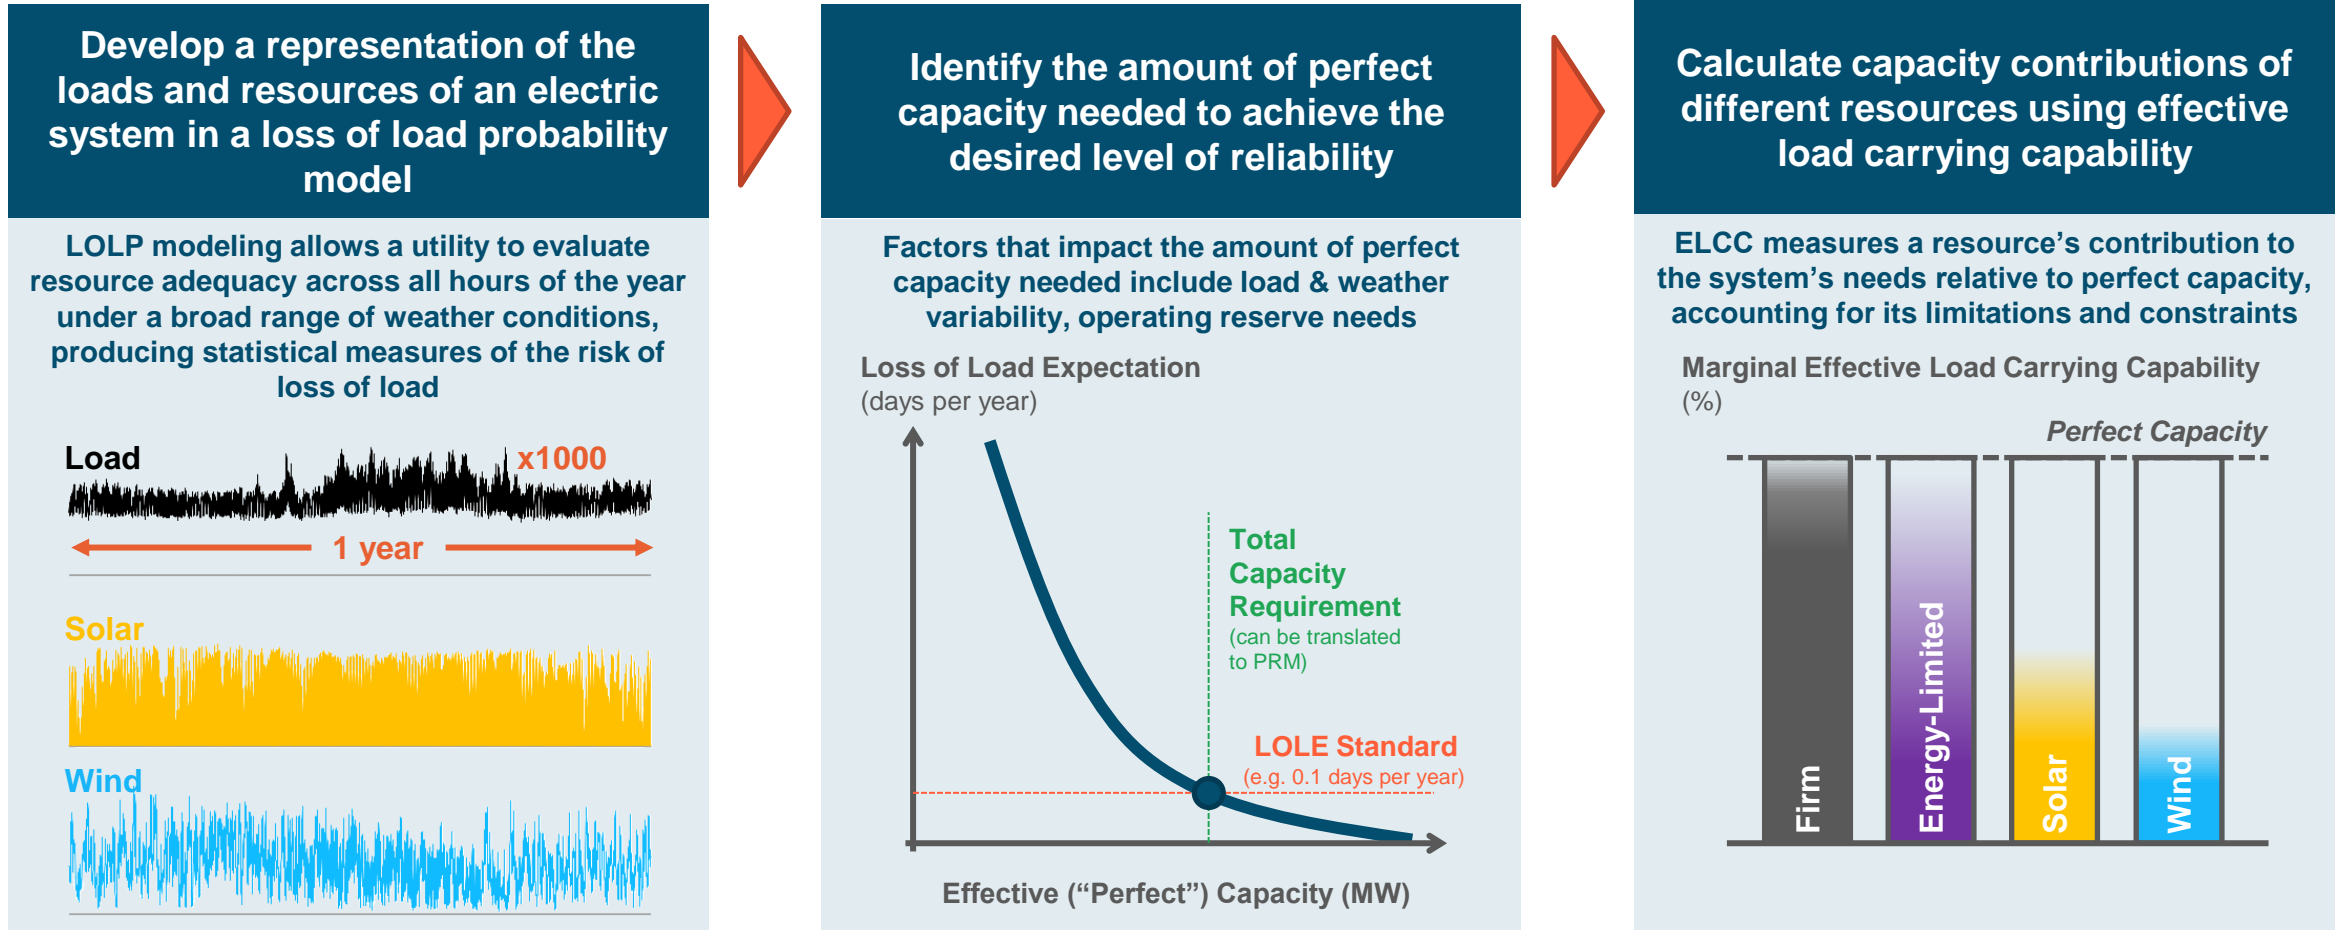 Develop a representation of the
loads and resources of an electric
system in a loss of load probability
model
LOLP modeling allows a utility to evaluate
resource adequacy across all hours of the year
under a broad range of weather conditions,
producing statistical measures of the risk of
loss of load
Load
x1000
1 year
Solar
Wind
Identify the amount of perfect
capacity needed to achieve the
desired level of reliability
Factors that impact the amount of perfect
capacity needed include load & weather
variability, operating reserve needs
Loss of Load Expectation
(days per year)
Total
Capacity
Requirement
(can be translated
to PRM)
LOLE Standard
(e.g. 0.1 days per year)
Effective (“Perfect”) Capacity (MW)
Calculate capacity contributions of
different resources using effective
load carrying capability
ELCC measures a resource’s contribution to
the system’s needs relative to perfect capacity,
accounting for its limitations and constraints
Marginal Effective Load Carrying Capability
(%)
Perfect Capacity
Firm
Energy-Limited
Solar
Wind